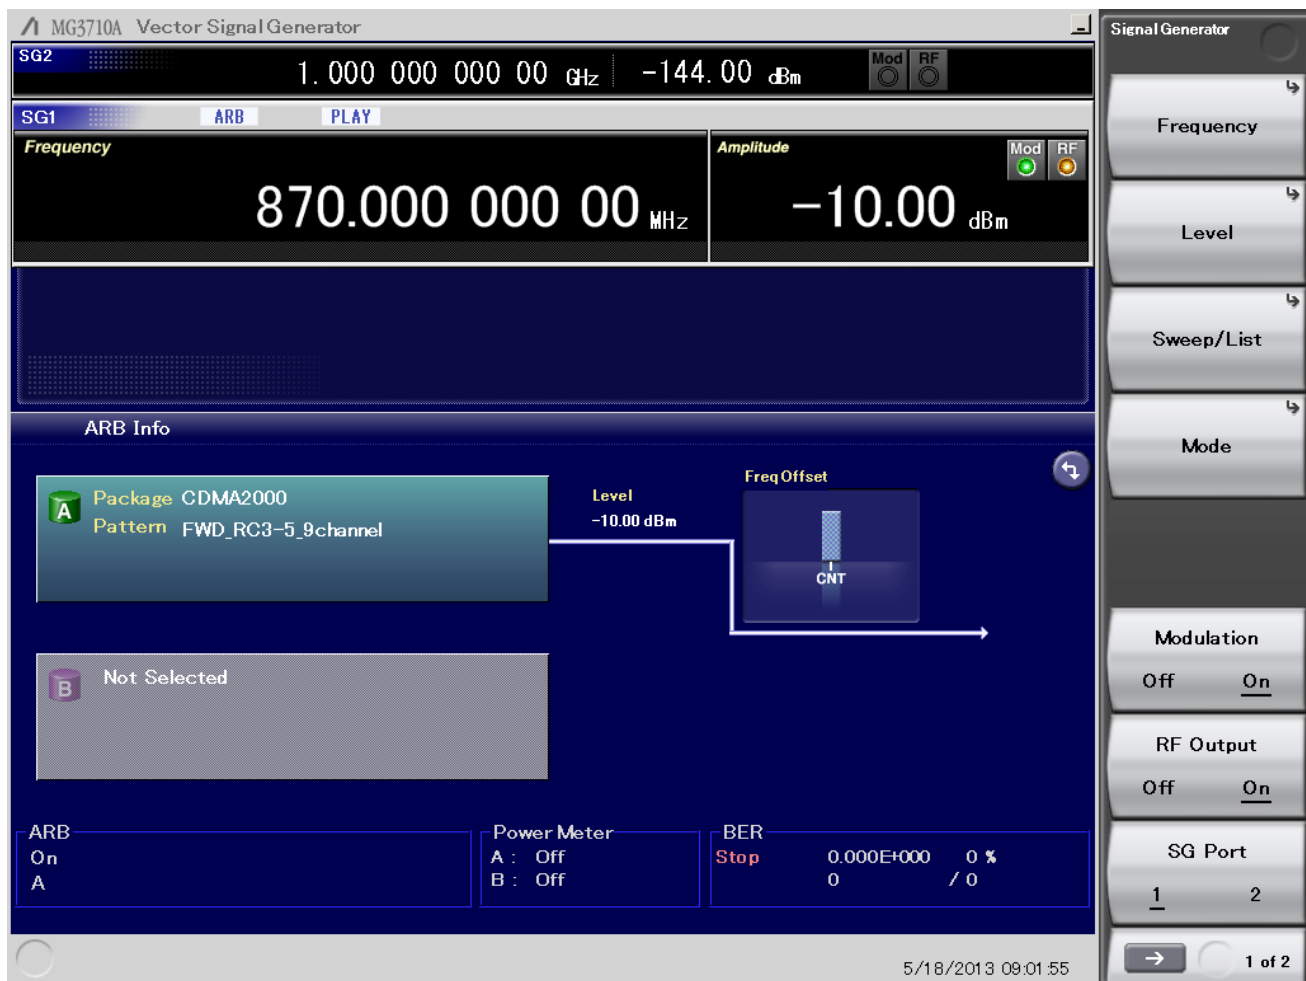 MG3710A Vector Signal Generator
SG2
1.000 000 000 00 GHz -144.00 dBm
Mod RF
SG1 ARB PLAY
Frequency
870.000 000 00 MHz
Amplitude
Mod RF
-10.00 dBm
ARB Info
A
Package CDMA2000
Pattern FWD_RC3-5_9channel
Level
-10.00 dBm
Freq Offset
CNT
B
Not Selected
ARB
On
A
Power Meter
A : Off
B : Off
BER
Stop 0.000E+000 0 %
0 / 0
5/18/2013 09:01:55
Signal Generator
Frequency
Level
Sweep/List
Mode
Modulation
Off On
RF Output
Off On
SG Port
1 2
1 of 2